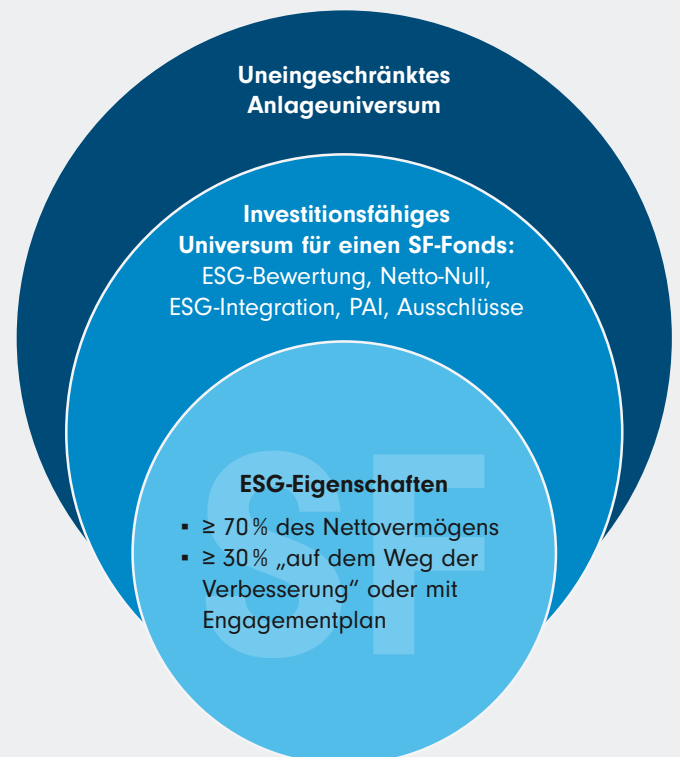 Uneingeschränktes
Anlageuniversum
Investitionsfähiges
Universum für einen SF-Fonds:
ESG-Bewertung, Netto-Null,
ESG-Integration, PAI, Ausschlüsse
SF
ESG-Eigenschaften
▪ ≥ 70 % des Nettovermögens
▪ ≥ 30 % „auf dem Weg der
Verbesserung“ oder mit
Engagementplan